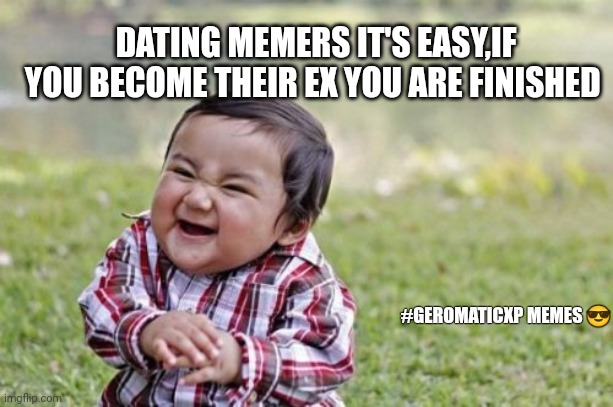 DATING MEMERS IT'S EASY,IF
YOU BECOME THEIR EX YOU ARE FINISHED
#GEROMATICXP MEMES 😎
imgflip.com